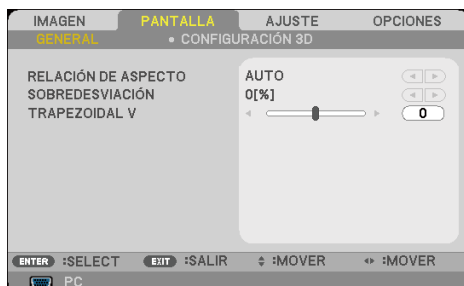 IMAGEN PANTALLA AJUSTE OPCIONES
GENERAL • CONFIGURACIÓN 3D
RELACIÓN DE ASPECTO AUTO
SOBREDESVIACIÓN 0[%]
TRAPEZOIDAL V 0
ENTER :SELECT EXIT :SALIR :MOVER :MOVER
PC